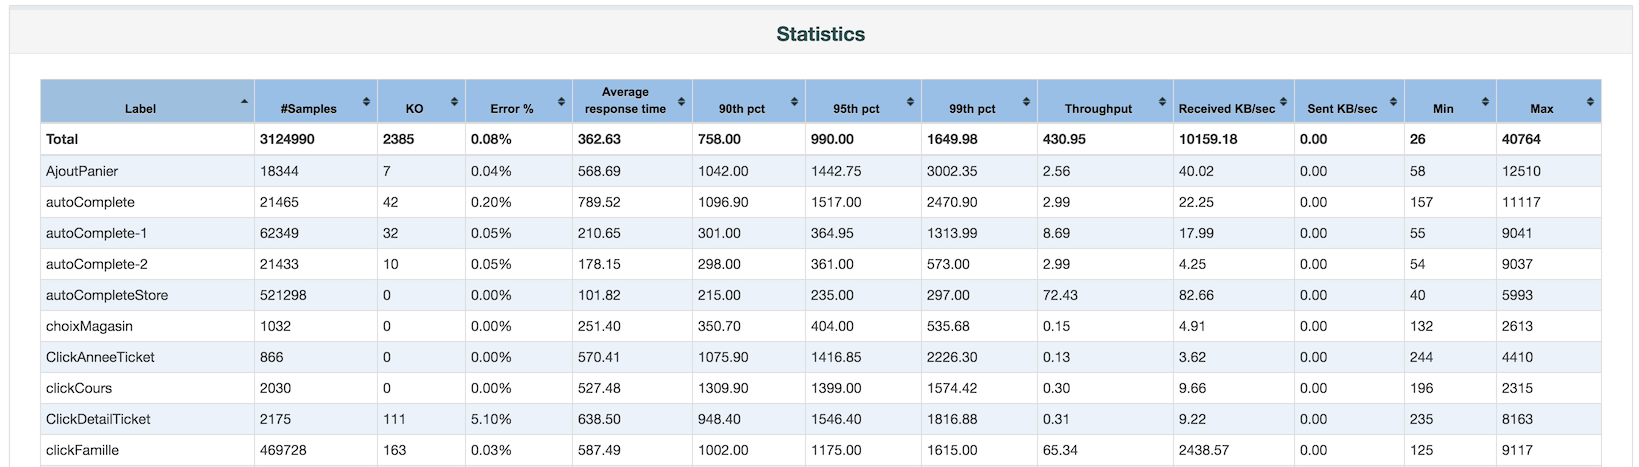 Statistics
Label #Samples KO Error % Average response time 90th pct 95th pct 99th pct Throughput Received KB/sec Sent KB/sec Min Max
Total 3124990 2385 0.08% 362.63 758.00 990.00 1649.98 430.95 10159.18 0.00 26 40764
AjoutPanier 18344 7 0.04% 568.69 1042.00 1442.75 3002.35 2.56 40.02 0.00 58 12510
autoComplete 21465 42 0.20% 789.52 1096.90 1517.00 2470.90 2.99 22.25 0.00 157 11117
autoComplete-1 62349 32 0.05% 210.65 301.00 364.95 1313.99 8.69 17.99 0.00 55 9041
autoComplete-2 21433 10 0.05% 178.15 298.00 361.00 573.00 2.99 4.25 0.00 54 9037
autoCompleteStore 521298 0 0.00% 101.82 215.00 235.00 297.00 72.43 82.66 0.00 40 5993
choixMagasin 1032 0 0.00% 251.40 350.70 404.00 535.68 0.15 4.91 0.00 132 2613
ClickAnneeTicket 866 0 0.00% 570.41 1075.90 1416.85 2226.30 0.13 3.62 0.00 244 4410
clickCours 2030 0 0.00% 527.48 1309.90 1399.00 1574.42 0.30 9.66 0.00 196 2315
ClickDetailTicket 2175 111 5.10% 638.50 948.40 1546.40 1816.88 0.31 9.22 0.00 235 8163
clickFamille 469728 163 0.03% 587.49 1002.00 1175.00 1615.00 65.34 2438.57 0.00 125 9117